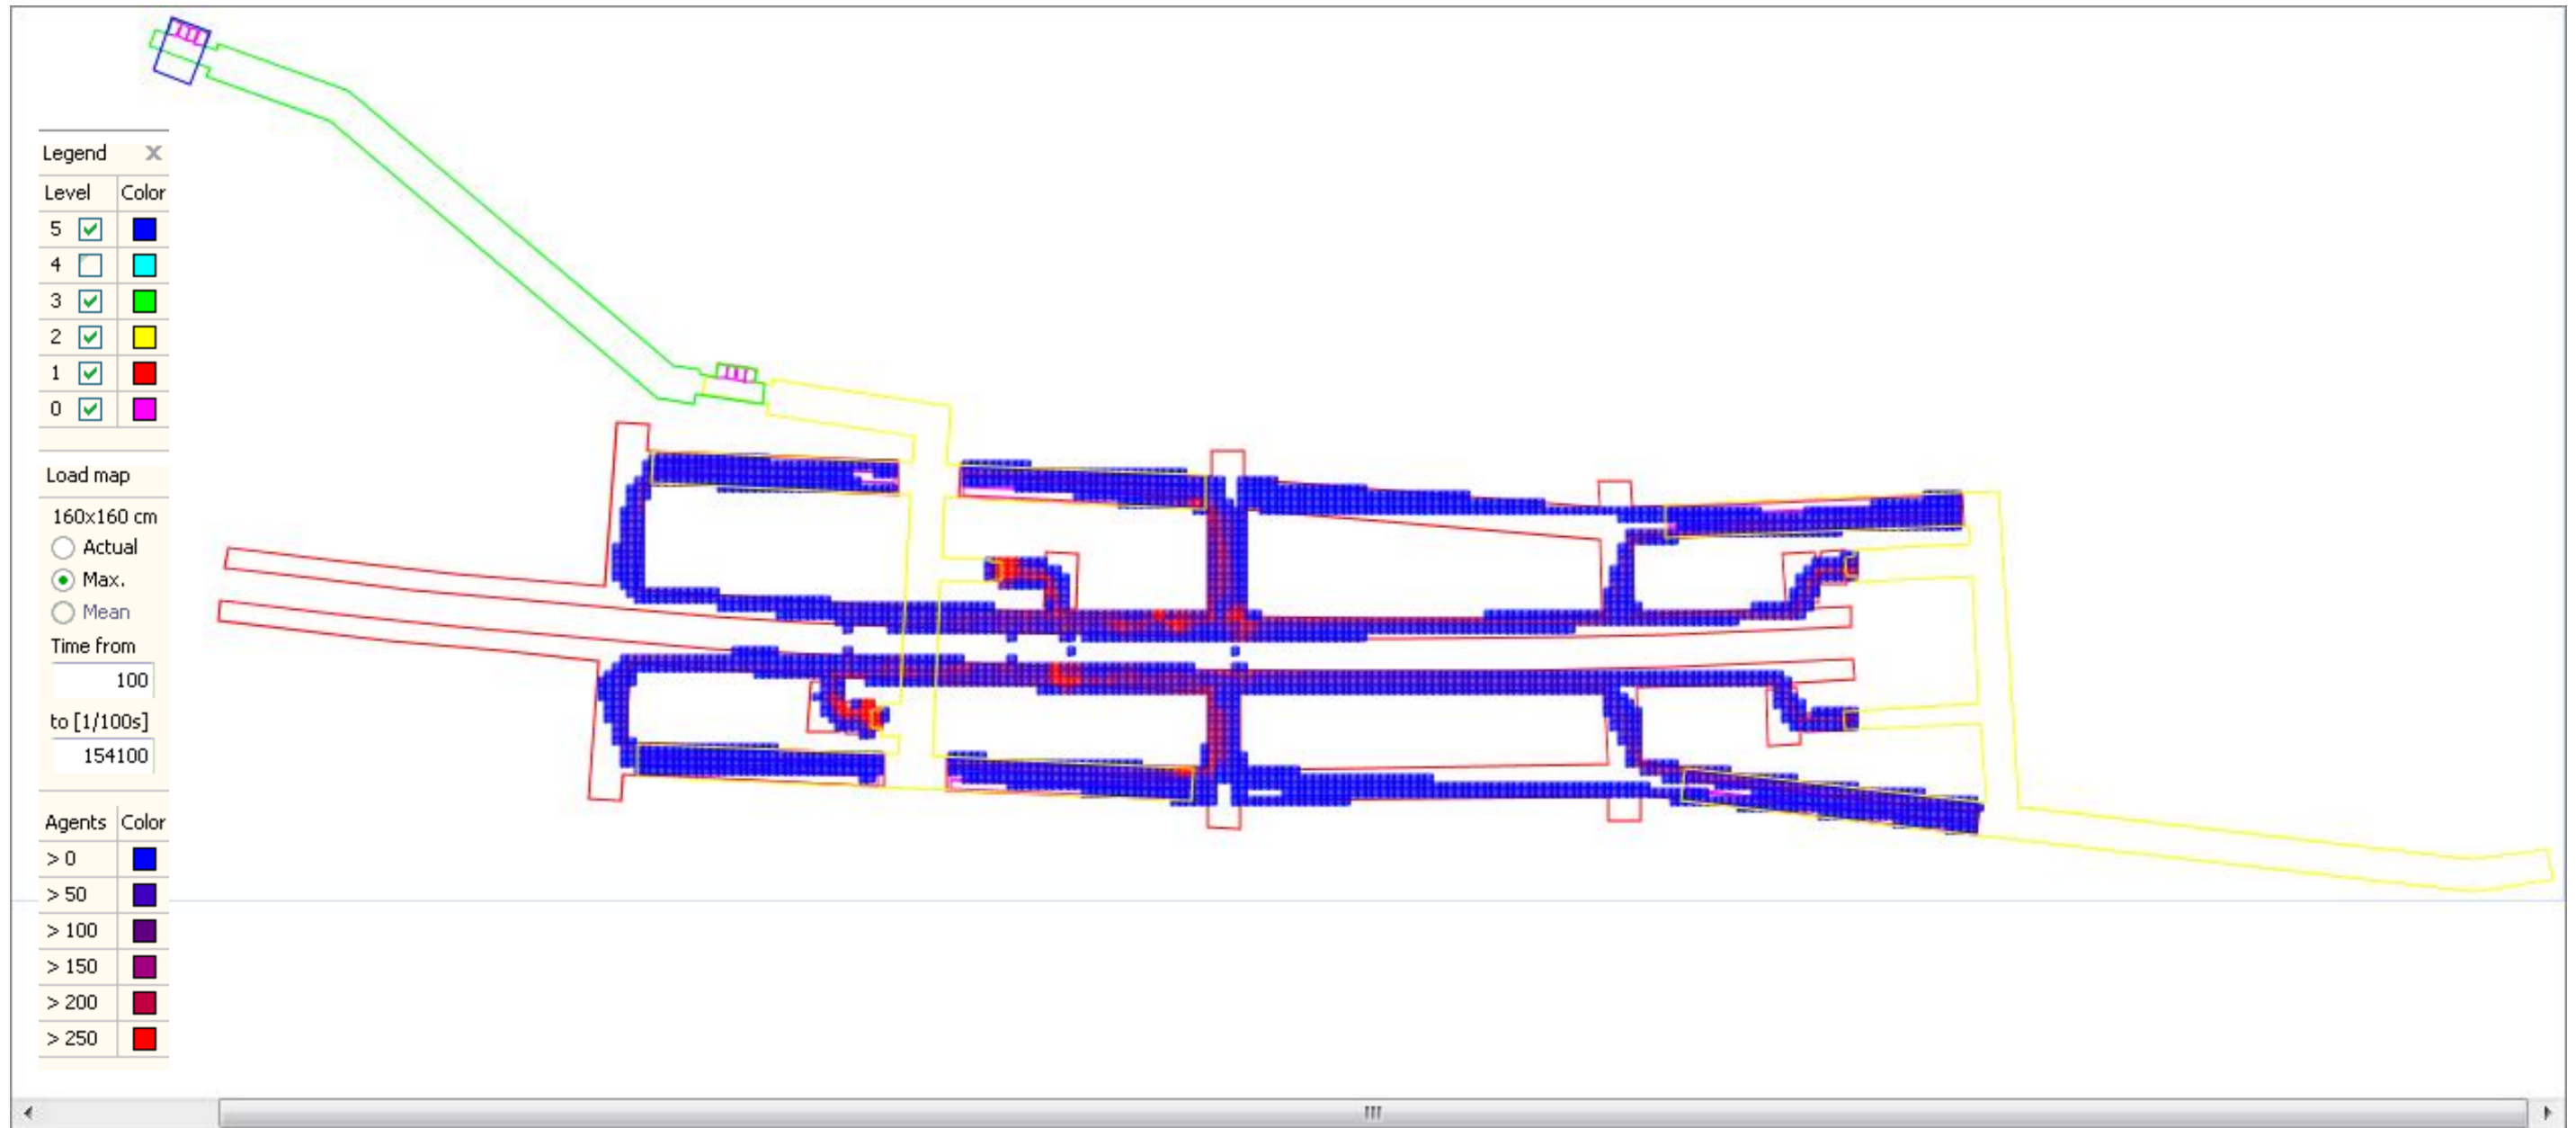 Legend X
Level Color
5
4
3
2
1
0
Load map
160x160 cm
Actual
Max.
Mean
Time from
100
to [1/100s]
154100
Agents Color
> 0
> 50
> 100
> 150
> 200
> 250